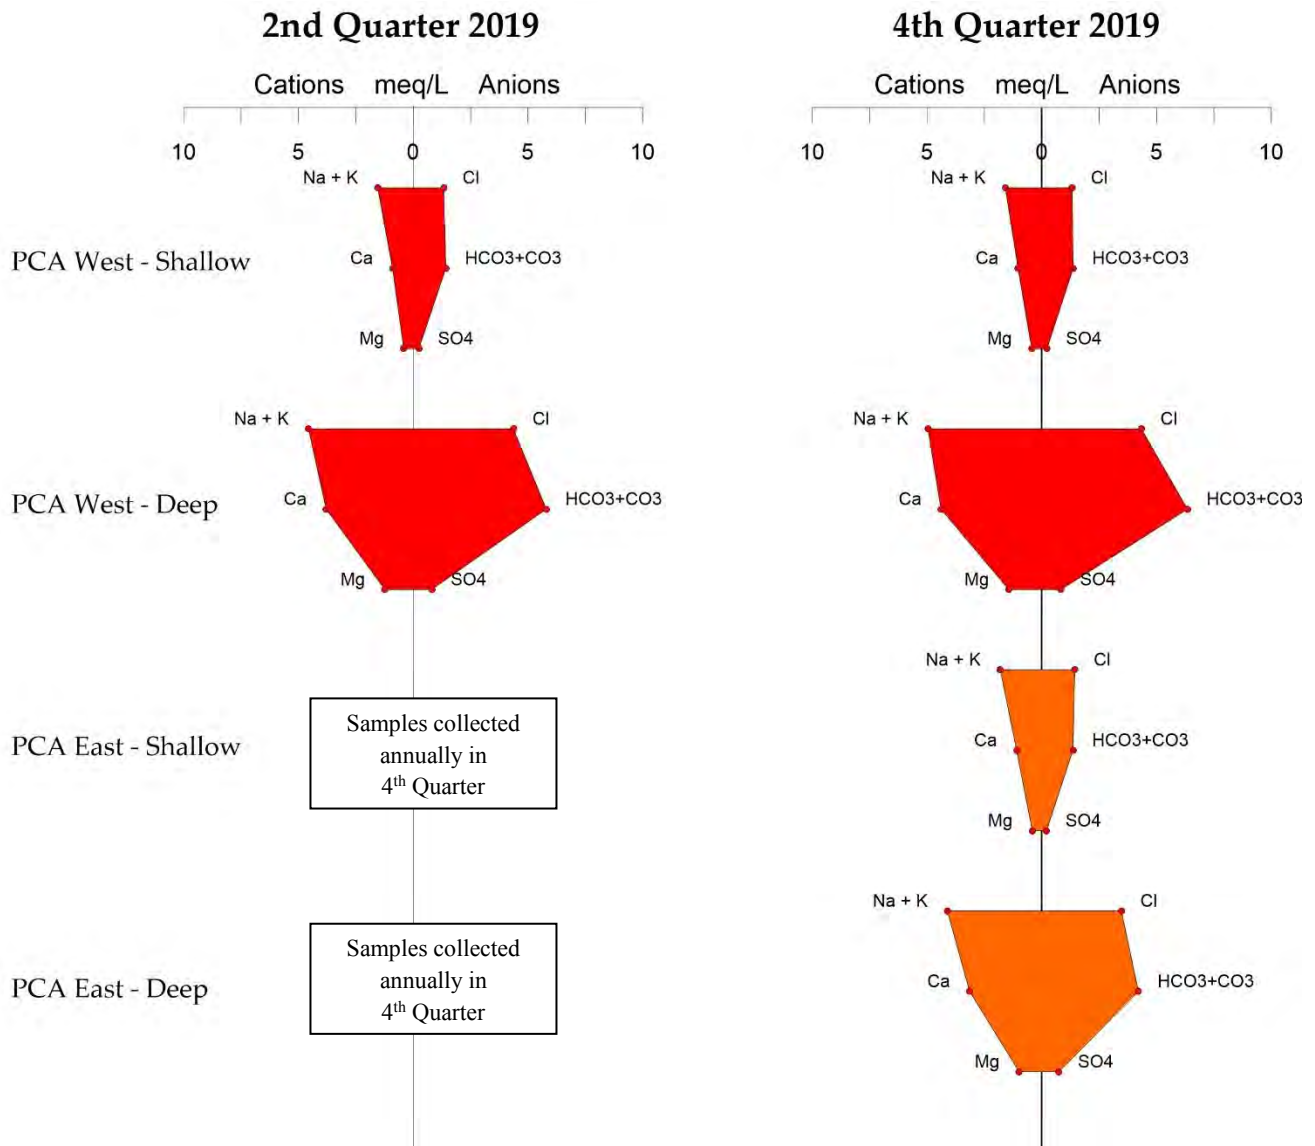 2nd Quarter 2019
4th Quarter 2019
Cations meq/L Anions
Cations meq/L Anions
10 5 0 5 10
10 5 0 5 10
Na + K Cl
Na + K Cl
PCA West - Shallow
Ca HCO3+CO3
Ca HCO3+CO3
Mg SO4
Mg SO4
Na + K Cl
Na + K Cl
PCA West - Deep
Ca HCO3+CO3
Ca HCO3+CO3
Mg SO4
Mg SO4
Na + K Cl
PCA East - Shallow
Samples collected
annually in
4th Quarter
Ca HCO3+CO3
Mg SO4
Na + K Cl
PCA East - Deep
Samples collected
annually in
4th Quarter
Ca HCO3+CO3
Mg SO4